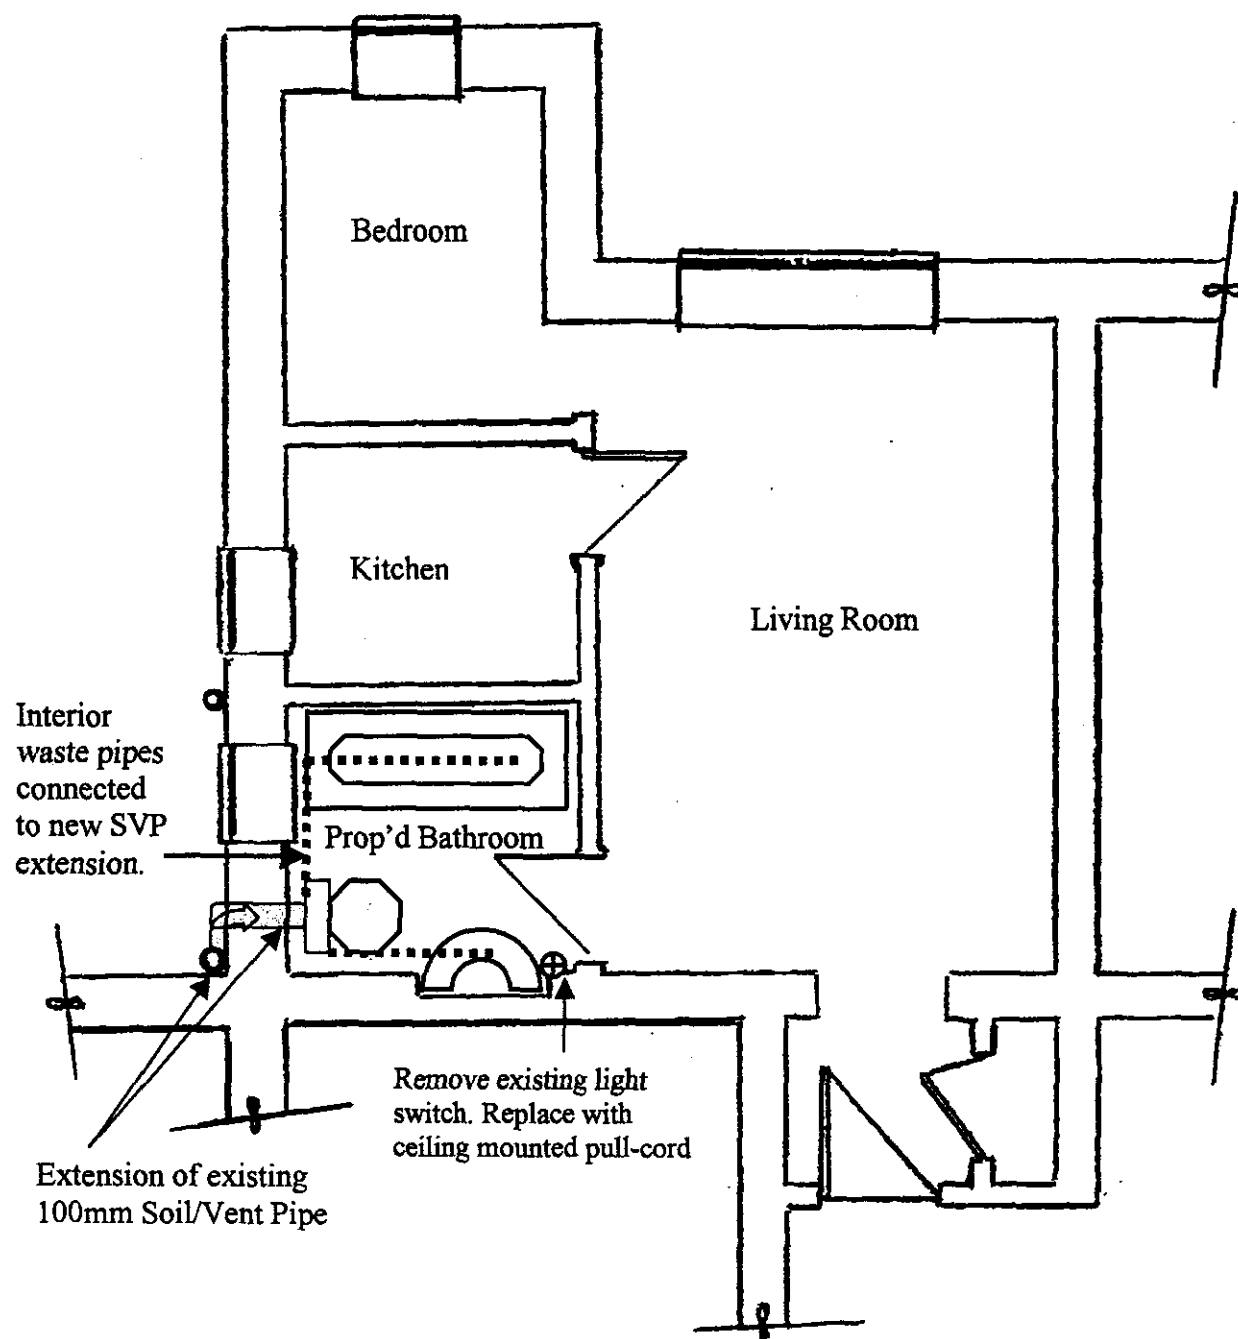 Bedroom
Kitchen
Living Room
Interior
waste pipes
connected
to new SVP
extension.
Prop’d Bathroom
Remove existing light
switch. Replace with
ceiling mounted pull-cord
Extension of existing
100mm Soil/Vent Pipe